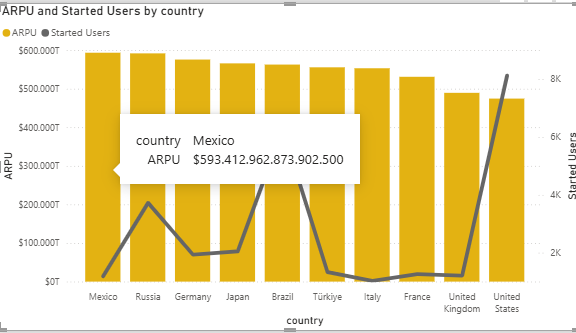 ARPU and Started Users by country
ARPU Started Users
$600.000T
$500.000T
$400.000T
$300.000T
$200.000T
$100.000T
$0T
ARPU
country Mexico
ARPU $593.412.962.873.902.500
8K
6K
4K
2K
Started Users
Mexico Russia Germany Japan Brazil Türkiye Italy France United Kingdom United States
country